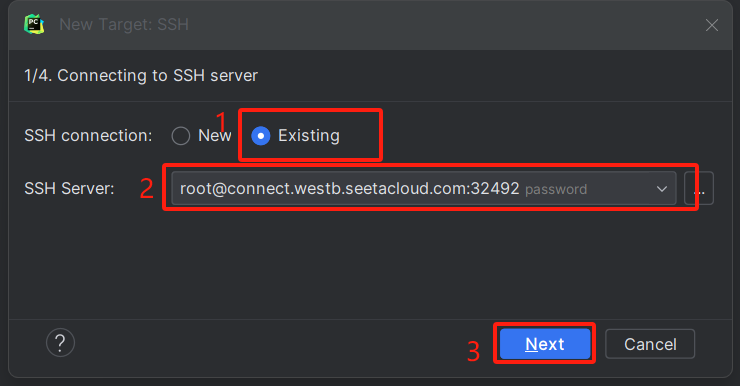 PC New Target: SSH
1/4. Connecting to SSH server
1
SSH connection: New Existing
2
SSH Server: root@connect.westb.seetacloud.com:32492 password ...
3
? Next Cancel